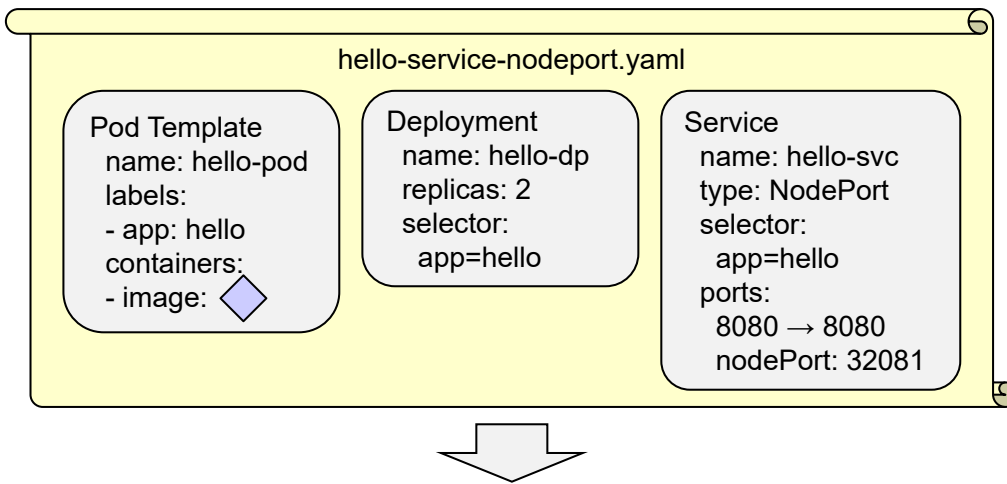 hello-service-nodeport.yaml
Pod Template
name: hello-pod
labels:
- app: hello
containers:
- image:
Deployment
name: hello-dp
replicas: 2
selector:
app=hello
Service
name: hello-svc
type: NodePort
selector:
app=hello
ports:
8080 → 8080
nodePort: 32081